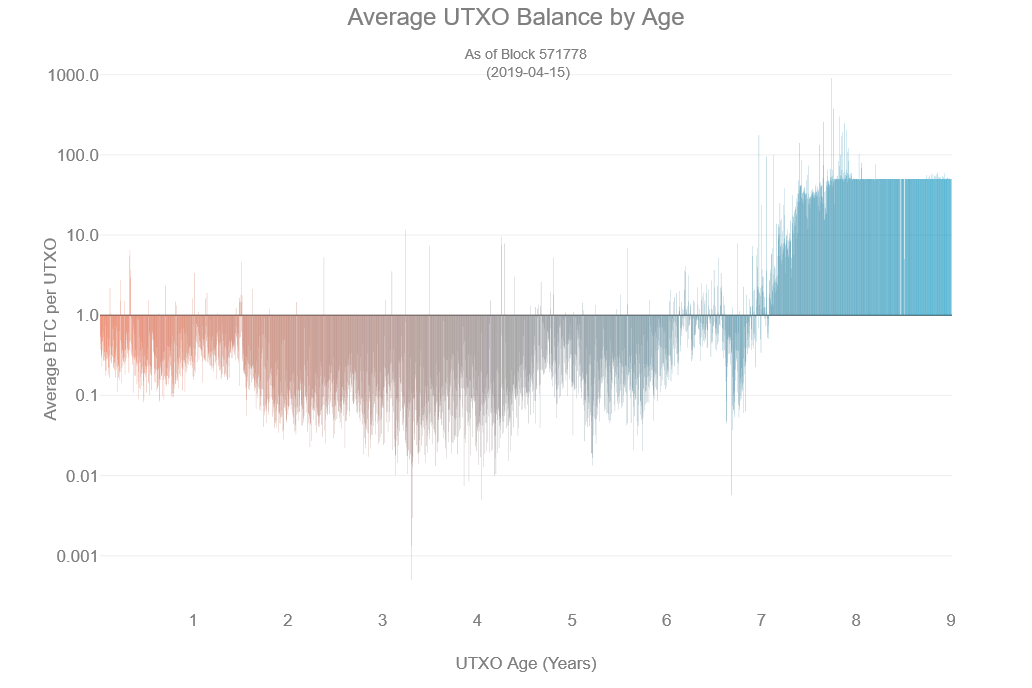 Average UTXO Balance by Age
As of Block 571778
(2019-04-15)
1000.0
100.0
10.0
1.0
0.1
0.01
0.001
Average BTC per UTXO
1 2 3 4 5 6 7 8 9
UTXO Age (Years)